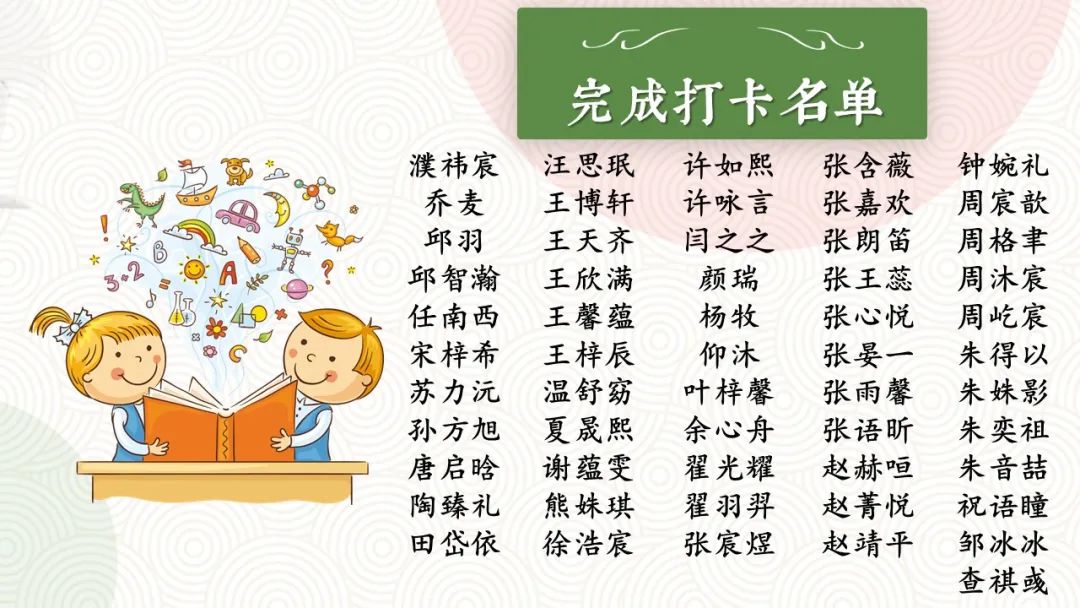 完成打卡名单
濮祎宸 汪思珉 许如熙 张含薇 钟婉礼
乔麦 王博轩 许咏言 张嘉欢 周宸歆
邱羽 王天齐 闫之之 张朗笛 周格聿
邱智瀚 王欣满 颜瑞 张王蕊 周沐宸
任南西 王馨蕴 杨牧 张心悦 周屹宸
宋梓希 王梓辰 仰沐 张晏一 朱得以
苏力沅 温舒窈 叶梓馨 张雨馨 朱姝影
孙方旭 夏晟熙 余心舟 张语昕 朱奕祖
唐启晗 谢蕴雯 翟光耀 赵赫咺 朱音喆
陶臻礼 熊姝琪 翟羽羿 赵菁悦 祝语瞳
田岱依 徐浩宸 张宸煜 赵靖平 邹冰冰
查祺彧
! B 3+2 = A ?